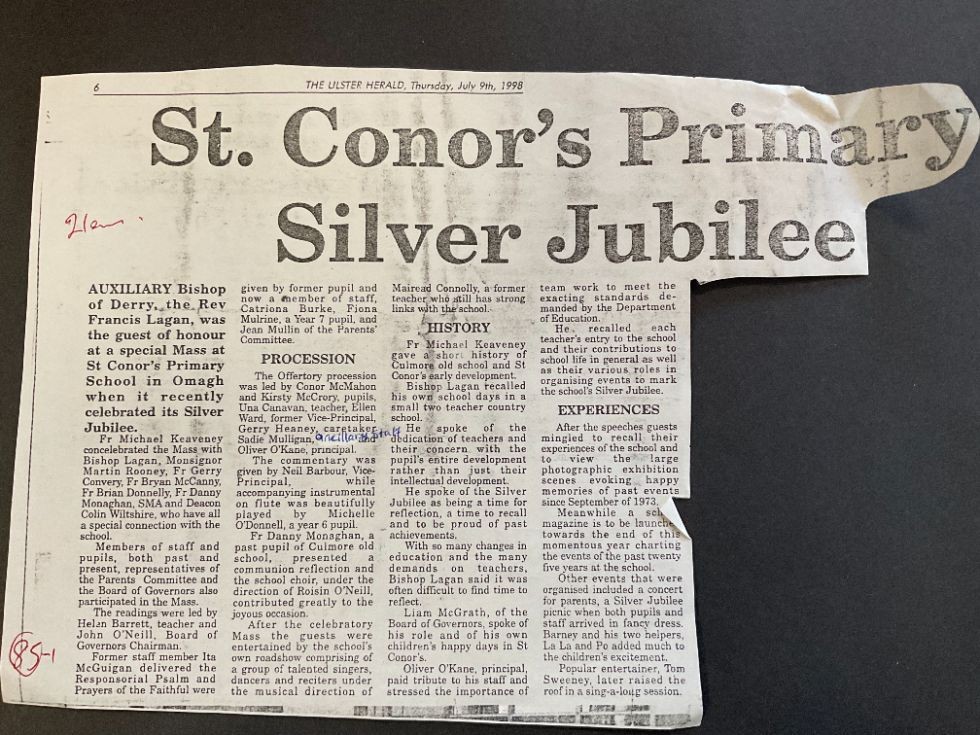 6
THE ULSTER HERALD, Thursday, July 9th, 1998
St. Conor's Primary
Silver Jubilee
AUXILIARY Bishop
of Derry, the Rev
Francis Lagan, was
the guest of honour
at a special Mass at
St Conor's Primary
School in Omagh
when it recently
celebrated its Silver
Jubilee.
Fr Michael Keaveney
concelebrated the Mass with
Bishop Lagan, Monsignor
Martin Rooney, Fr Gerry
Convery, Fr Bryan McCanny,
Fr Brian Donnelly, Fr Danny
Monaghan, SMA and Deacon
Colin Wiltshire, who have all
a special connection with the
school.
Members of staff and
pupils, both past and
present, representatives of
the Parents Committee and
the Board of Governors also
participated in the Mass.
The readings were led by
Helen Barrett, teacher and
John O'Neill, Board of
Governors Chairman.
Former staff member Ita
McGuigan delivered the
Responsorial Psalm and
Prayers of the Faithful were
given by former pupil and
now a member of staff,
Catriona Burke, Fiona
Mulrine, a Year 7 pupil, and
Jean Mullin of the Parents'
Committee.
PROCESSION
The Offertory procession
was led by Conor McMahon
and Kirsty McCrory, pupils,
Una Canavan, teacher, Ellen
Ward, former Vice-Principal,
Gerry Heaney, caretaker
Sadie Mulligan, ancillary staff and
Oliver O'Kane, principal.
The commentary was
given by Neil Barbour, Vice-
Principal, while
accompanying instrumental
on flute was beautifully
played by Michelle
O'Donnell, a year 6 pupil.
Fr Danny Monaghan, a
past pupil of Culmore old
school, presented a
communion reflection and
the school choir, under the
direction of Roisin O'Neill,
contributed greatly to the
joyous occasion.
After the celebratory
Mass the guests were
entertained by the school's
own roadshow comprising of
a group of talented singers,
dancers and reciters under
the musical direction of
Mairead Connolly, a former
teacher who still has strong
links with the school.
HISTORY
Fr Michael Keaveney
gave a short history of
Culmore old school and St
Conor's early development.
Bishop Lagan recalled
his own school days in a
small two teacher country
school.
He spoke of the
dedication of teachers and
their concern with the
pupil's entire development
rather than just their
intellectual development.
He spoke of the Silver
Jubilee as being a time for
reflection, a time to recall
and to be proud of past
achievements.
With so many changes in
education and the many
demands on teachers,
Bishop Lagan said it was
often difficult to find time to
reflect.
Liam McGrath, of the
Board of Governors, spoke of
his role and of his own
children's happy days in St
Conor's.
Oliver O'Kane, principal,
paid tribute to his staff and
stressed the importance of
team work to meet the
exacting standards de-
manded by the Department
of Education.
He recalled each
teacher's entry to the school
and their contributions to
school life in general as well
as their various roles in
organising events to mark
the school's Silver Jubilee.
EXPERIENCES
After the speeches guests
mingled to recall their
experiences of the school and
to view the large
photographic exhibition
scenes evoking happy
memories of past events
since September of 1973.
Meanwhile a
magazine is to be
towards the end of this
momentous year charting
the events of the past twenty
five years at the school.
Other events that were
organised included a concert
for parents, a Silver Jubilee
picnic when both pupils and
staff arrived in fancy dress.
Barney and his two helpers,
La La and Po added much to
the children's excitement.
Popular entertainer, Tom
Sweeney, later raised the
roof in a sing-a-long session.